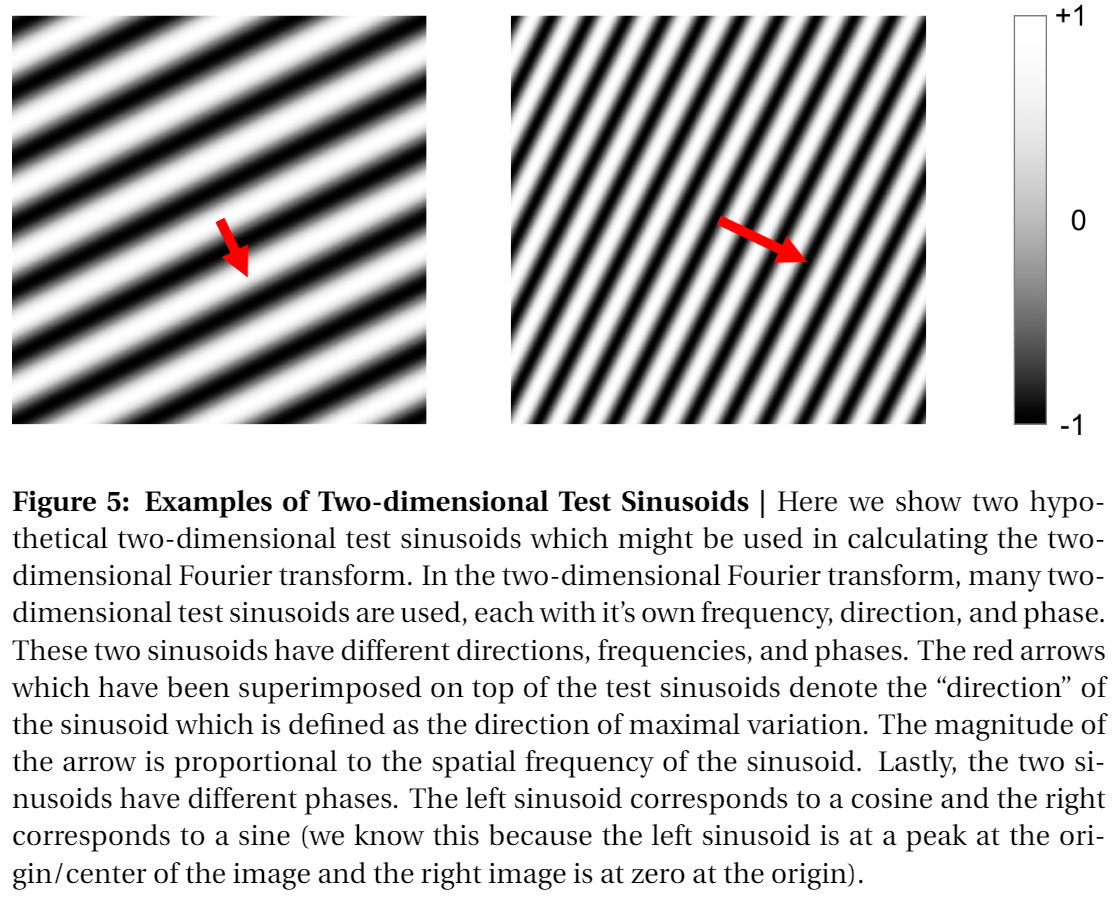 +1
0
-1
Figure 5: Examples of Two-dimensional Test Sinusoids | Here we show two hypo-
thetical two-dimensional test sinusoids which might be used in calculating the two-
dimensional Fourier transform. In the two-dimensional Fourier transform, many two-
dimensional test sinusoids are used, each with it's own frequency, direction, and phase.
These two sinusoids have different directions, frequencies, and phases. The red arrows
which have been superimposed on top of the test sinusoids denote the “direction” of
the sinusoid which is defined as the direction of maximal variation. The magnitude of
the arrow is proportional to the spatial frequency of the sinusoid. Lastly, the two si-
nusoids have different phases. The left sinusoid corresponds to a cosine and the right
corresponds to a sine (we know this because the left sinusoid is at a peak at the ori-
gin/center of the image and the right image is at zero at the origin).